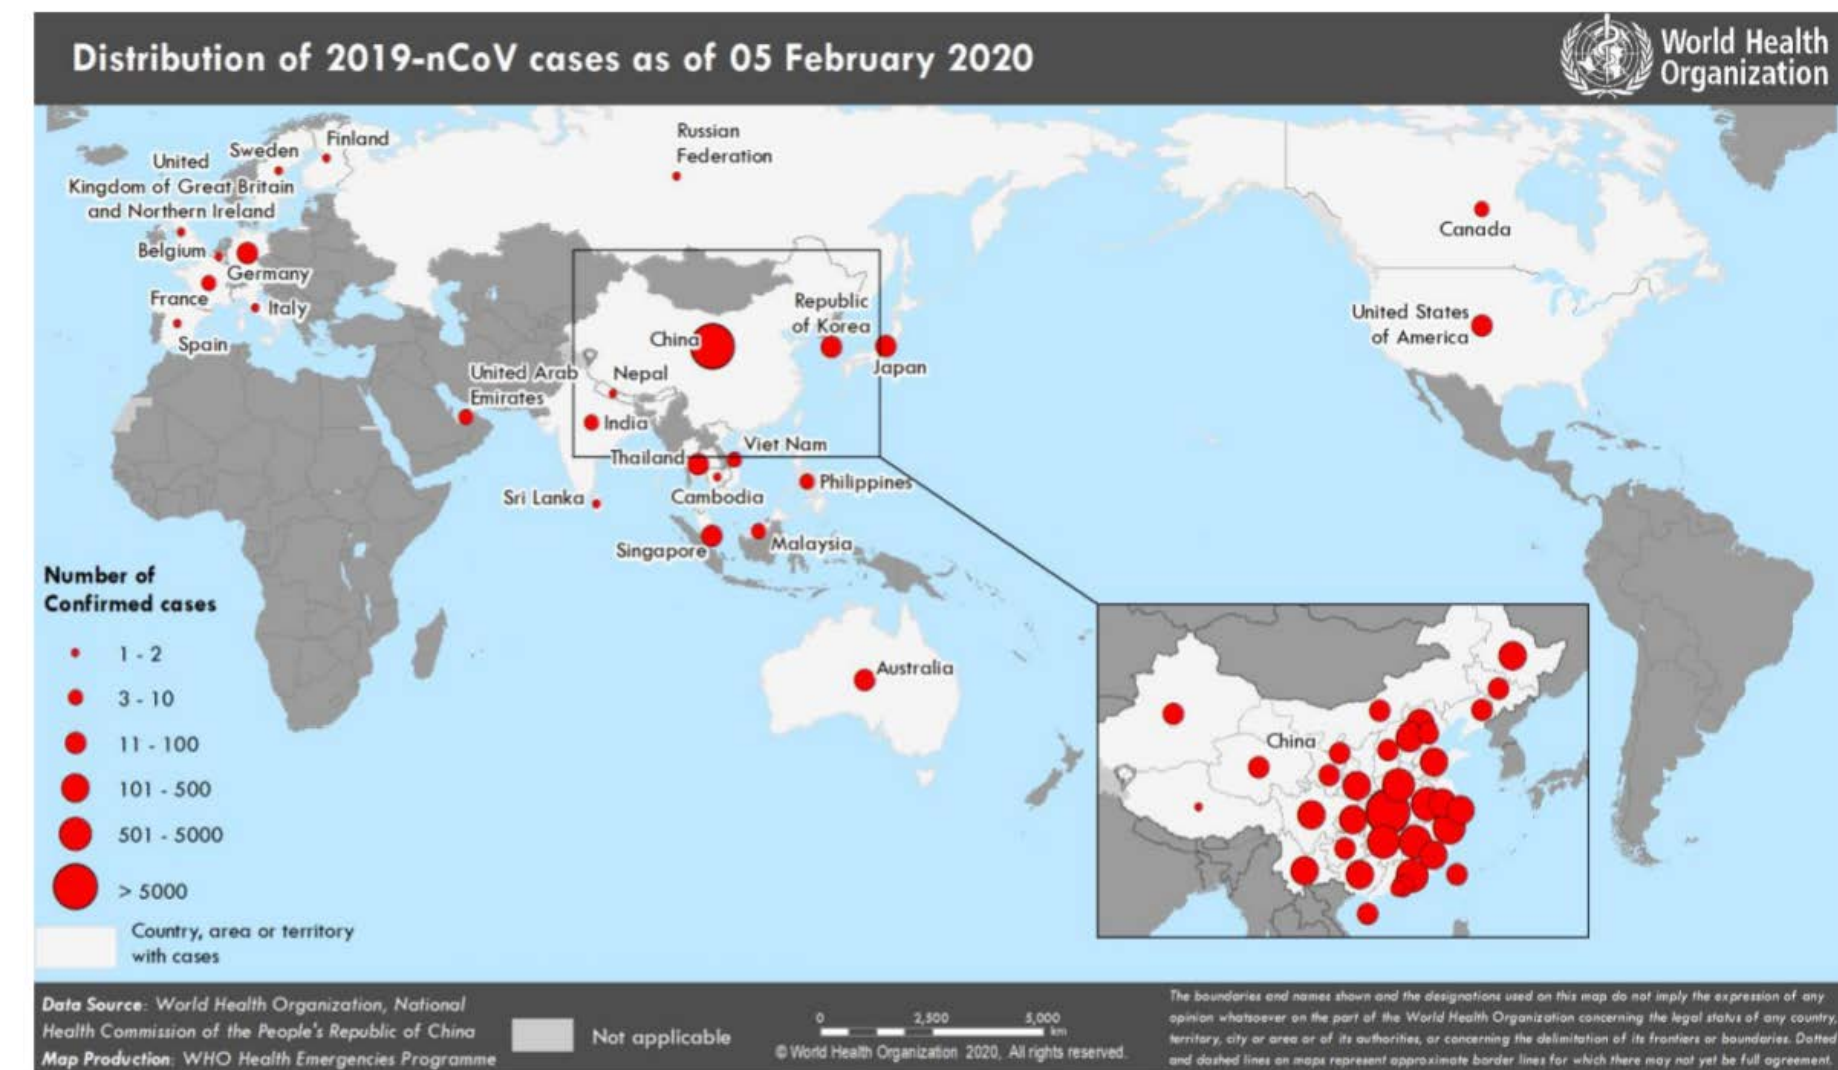 Distribution of 2019-nCoV cases as of 05 February 2020
World Health
Organization
Finland
Sweden
United
Kingdom of Great Britain
and Northern Ireland
Belgium
Germany
France
Italy
Spain
Russian
Federation
Canada
United States
of America
Republic
of Korea
China
Japan
United Arab
Emirates
Nepal
India
Viet Nam
Thailand
Philippines
Sri Lanka
Cambodia
Singapore
Malaysia
Australia
China
Number of
Confirmed cases
1 - 2
3 - 10
11 - 100
101 - 500
501 - 5000
> 5000
Country, area or territory
with cases
Data Source: World Health Organization, National
Health Commission of the People's Republic of China
Map Production: WHO Health Emergencies Programme
Not applicable
0 2,500 5,000
km
© World Health Organization 2020, All rights reserved.
The boundaries and names shown and the designations used on this map do not imply the expression of any
opinion whatsoever on the part of the World Health Organization concerning the legal status of any country,
territory, city or area or of its authorities, or concerning the delimitation of its frontiers or boundaries. Dotted
and dashed lines on maps represent approximate border lines for which there may not yet be full agreement.